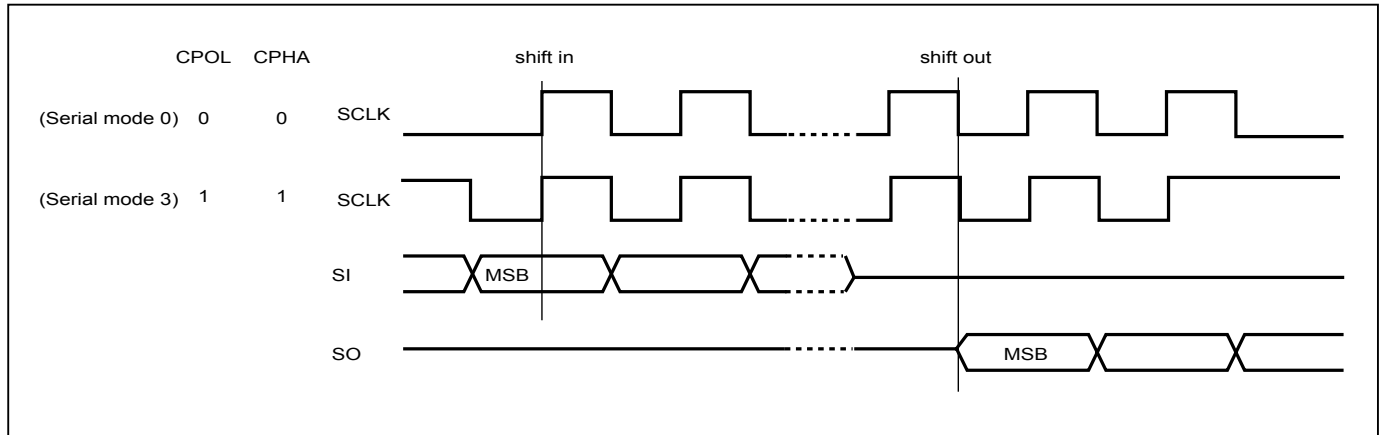 CPOL CPHA shift in shift out
(Serial mode 0) 0 0 SCLK
(Serial mode 3) 1 1 SCLK
SI MSB
SO MSB